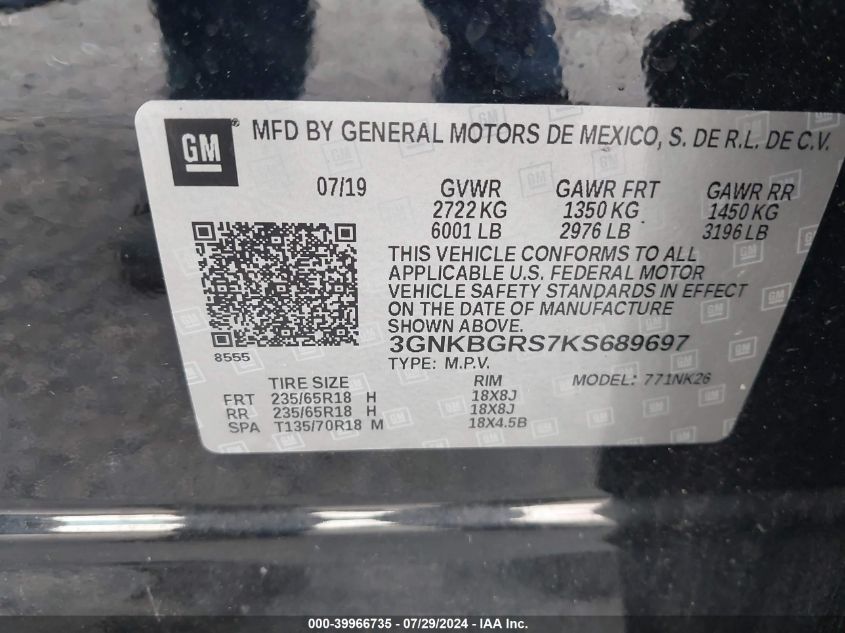 GM ® MFD BY GENERAL MOTORS DE MEXICO, S. DE R.L. DE C.V.
07/19 GVWR GAWR FRT GAWR RR
2722 KG 1350 KG 1450 KG
6001 LB 2976 LB 3196 LB
THIS VEHICLE CONFORMS TO ALL
APPLICABLE U.S. FEDERAL MOTOR
VEHICLE SAFETY STANDARDS IN EFFECT
ON THE DATE OF MANUFACTURE
SHOWN ABOVE.
3GNKBGRS7KS689697
8555
TYPE: M.P.V. MODEL: 771NK26
TIRE SIZE RIM
FRT 235/65R18 H 18X8J
RR 235/65R18 H 18X8J
SPA T135/70R18 M 18X4.5B
000-39966735 - 07/29/2024 - IAA Inc.